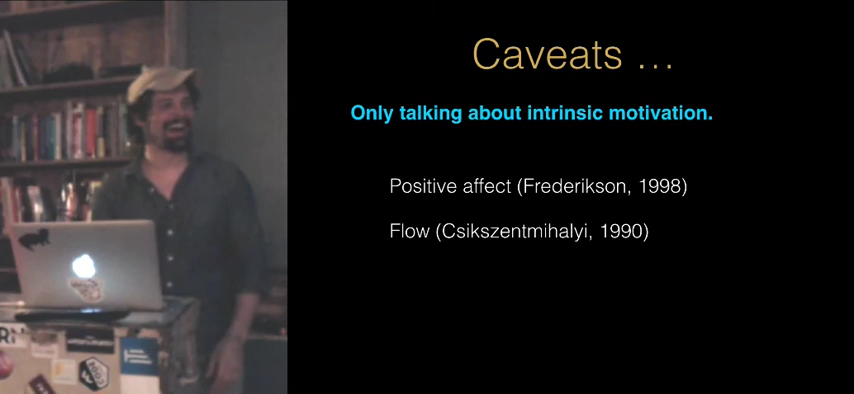 Caveats …
Only talking about intrinsic motivation.
Positive affect (Frederikson, 1998)
Flow (Csikszentmihalyi, 1990)